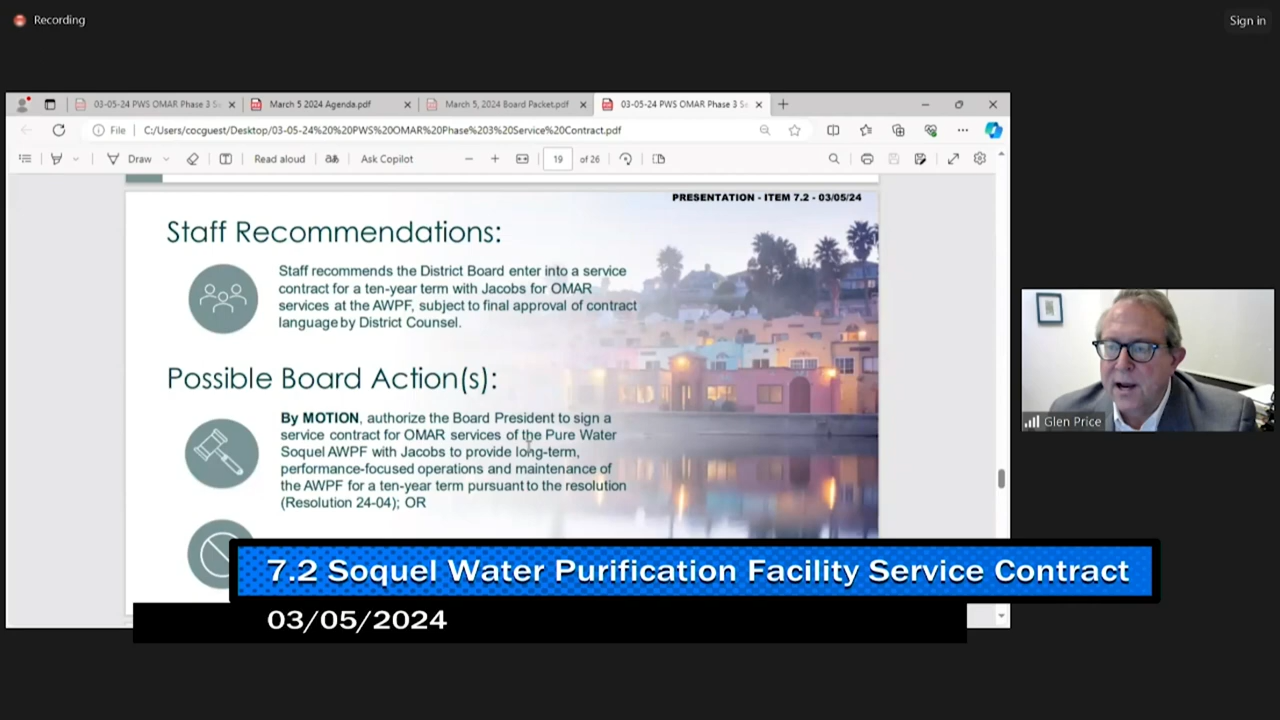 Recording
Sign in
03-05-24 PWS OMAR Phase 3 S
March 5 2024 Agenda.pdf
March 5, 2024 Board Packet.pdf
03-05-24 PWS OMAR Phase 3 Se
File
C:/Users/cocguest/Desktop/03-05-24%20%20PWS%20OMAR%20Phase%203%20Service%20Contract.pdf
Draw
Read aloud
Ask Copilot
19
of 26
PRESENTATION - ITEM 7.2 - 03/05/24
Staff Recommendations:
Staff recommends the District Board enter into a service
contract for a ten-year term with Jacobs for OMAR
services at the AWPF, subject to final approval of contract
language by District Counsel.
Possible Board Action(s):
By MOTION, authorize the Board President to sign a
service contract for OMAR services of the Pure Water
Soquel AWPF with Jacobs to provide long-term,
performance-focused operations and maintenance of
the AWPF for a ten-year term pursuant to the resolution
(Resolution 24-04); OR
Glen Price
7.2 Soquel Water Purification Facility Service Contract
03/05/2024